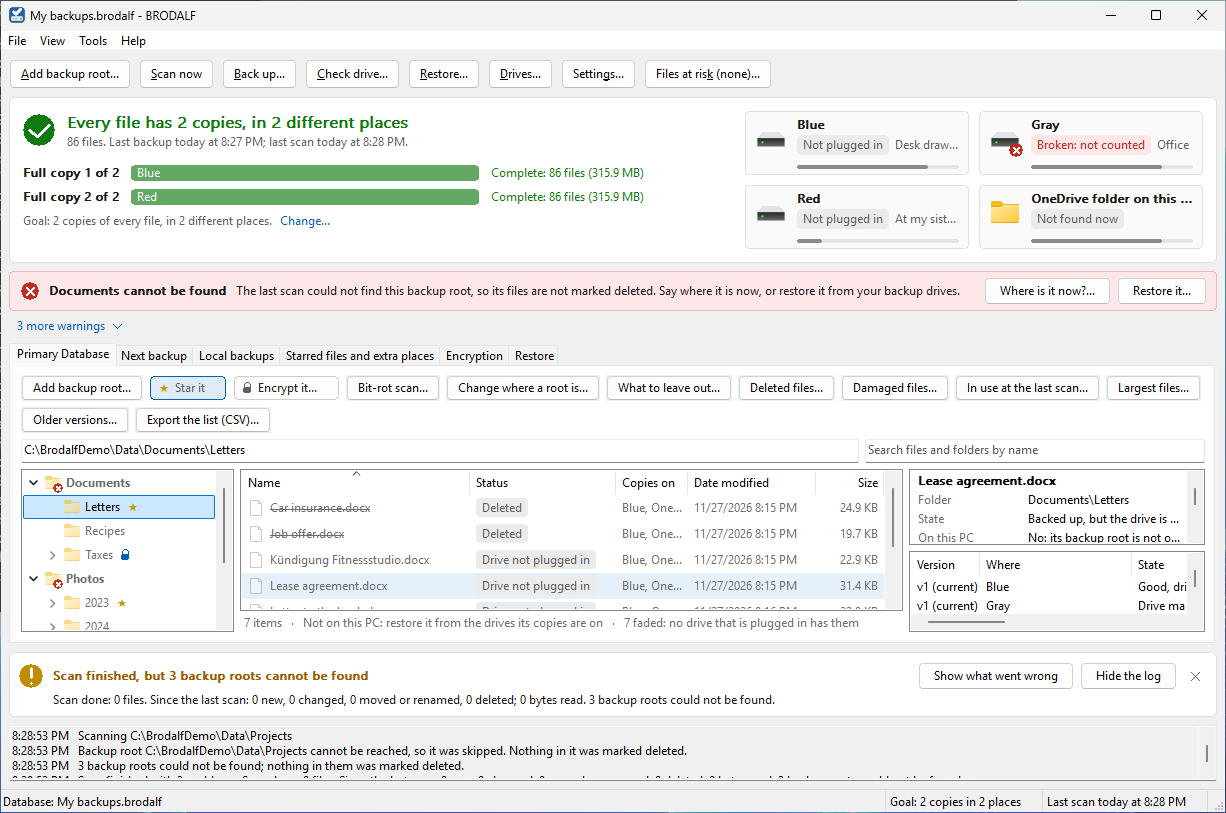 My backups.brodalf - BRODALF
File View Tools Help
Add backup root... Scan now Back up... Check drive... Restore... Drives... Settings... Files at risk (none)...
Every file has 2 copies, in 2 different places
86 files. Last backup today at 8:27 PM; last scan today at 8:28 PM.
Full copy 1 of 2 Blue Complete: 86 files (315.9 MB)
Full copy 2 of 2 Red Complete: 86 files (315.9 MB)
Goal: 2 copies of every file, in 2 different places. Change...
Blue
Not plugged in Desk draw...
Gray
Broken: not counted Office
Red
Not plugged in At my sist...
OneDrive folder on this ...
Not found now
Documents cannot be found The last scan could not find this backup root, so its files are not marked deleted. Say where it is now, or restore it from your backup drives. Where is it now?... Restore it...
3 more warnings
Primary Database Next backup Local backups Starred files and extra places Encryption Restore
Add backup root... Star it Encrypt it... Bit-rot scan... Change where a root is... What to leave out... Deleted files... Damaged files... In use at the last scan... Largest files...
Older versions... Export the list (CSV)...
C:\BrodalfDemo\Data\Documents\Letters Search files and folders by name
Documents
Letters
Recipes
Taxes
Photos
2023
2024
Name Status Copies on Date modified Size
Car insurance.docx Deleted Blue, One... 11/27/2026 8:15 PM 24.9 KB
Job offer.docx Deleted Blue, One... 11/27/2026 8:15 PM 19.7 KB
Kündigung Fitnessstudio.docx Drive not plugged in Blue, One... 11/27/2026 8:15 PM 22.9 KB
Lease agreement.docx Drive not plugged in Blue, One... 11/27/2026 8:15 PM 31.4 KB
7 items · Not on this PC: restore it from the drives its copies are on · 7 faded: no drive that is plugged in has them
Lease agreement.docx
Folder Documents\Letters
State Backed up, but the drive is ...
On this PC No: its backup root is not o...
Version Where State
v1 (current) Blue Good, dri
v1 (current) Gray Drive ma
Scan finished, but 3 backup roots cannot be found
Scan done: 0 files. Since the last scan: 0 new, 0 changed, 0 moved or renamed, 0 deleted; 0 bytes read. 3 backup roots could not be found.
Show what went wrong Hide the log
8:28:53 PM Scanning C:\BrodalfDemo\Data\Projects
8:28:53 PM Backup root C:\BrodalfDemo\Data\Projects cannot be reached, so it was skipped. Nothing in it was marked deleted.
8:28:53 PM 3 backup roots could not be found; nothing in them was marked deleted.
Database: My backups.brodalf Goal: 2 copies in 2 places Last scan today at 8:28 PM